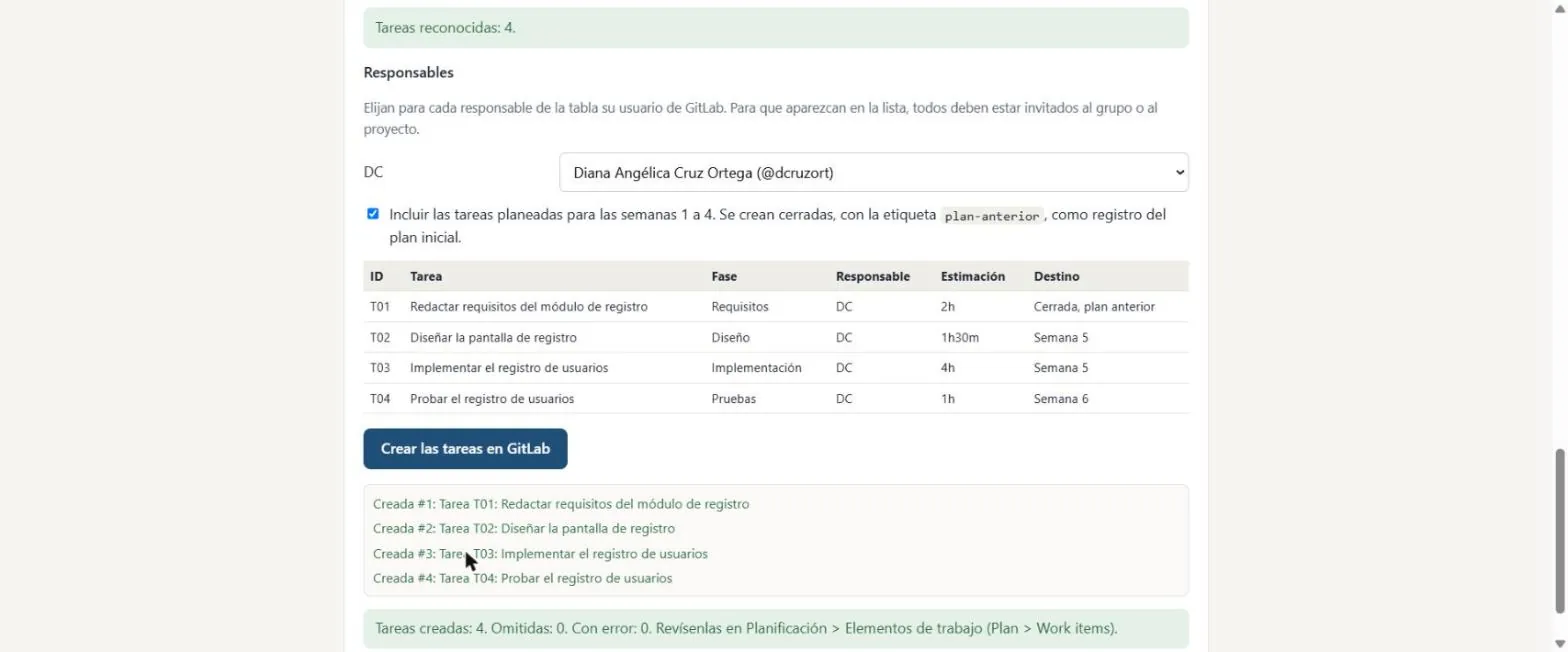 Tareas reconocidas: 4.
Responsables
Elijan para cada responsable de la tabla su usuario de GitLab. Para que aparezcan en la lista, todos deben estar invitados al grupo o al
proyecto.
DC
Diana Angélica Cruz Ortega (@dcruzort)
Incluir las tareas planeadas para las semanas 1 a 4. Se crean cerradas, con la etiqueta plan-anterior, como registro del
plan inicial.
ID Tarea Fase Responsable Estimación Destino
T01 Redactar requisitos del módulo de registro Requisitos DC 2h Cerrada, plan anterior
T02 Diseñar la pantalla de registro Diseño DC 1h30m Semana 5
T03 Implementar el registro de usuarios Implementación DC 4h Semana 5
T04 Probar el registro de usuarios Pruebas DC 1h Semana 6
Crear las tareas en GitLab
Creada #1: Tarea T01: Redactar requisitos del módulo de registro
Creada #2: Tarea T02: Diseñar la pantalla de registro
Creada #3: Tarea T03: Implementar el registro de usuarios
Creada #4: Tarea T04: Probar el registro de usuarios
Tareas creadas: 4. Omitidas: 0. Con error: 0. Revísenlas en Planificación > Elementos de trabajo (Plan > Work items).